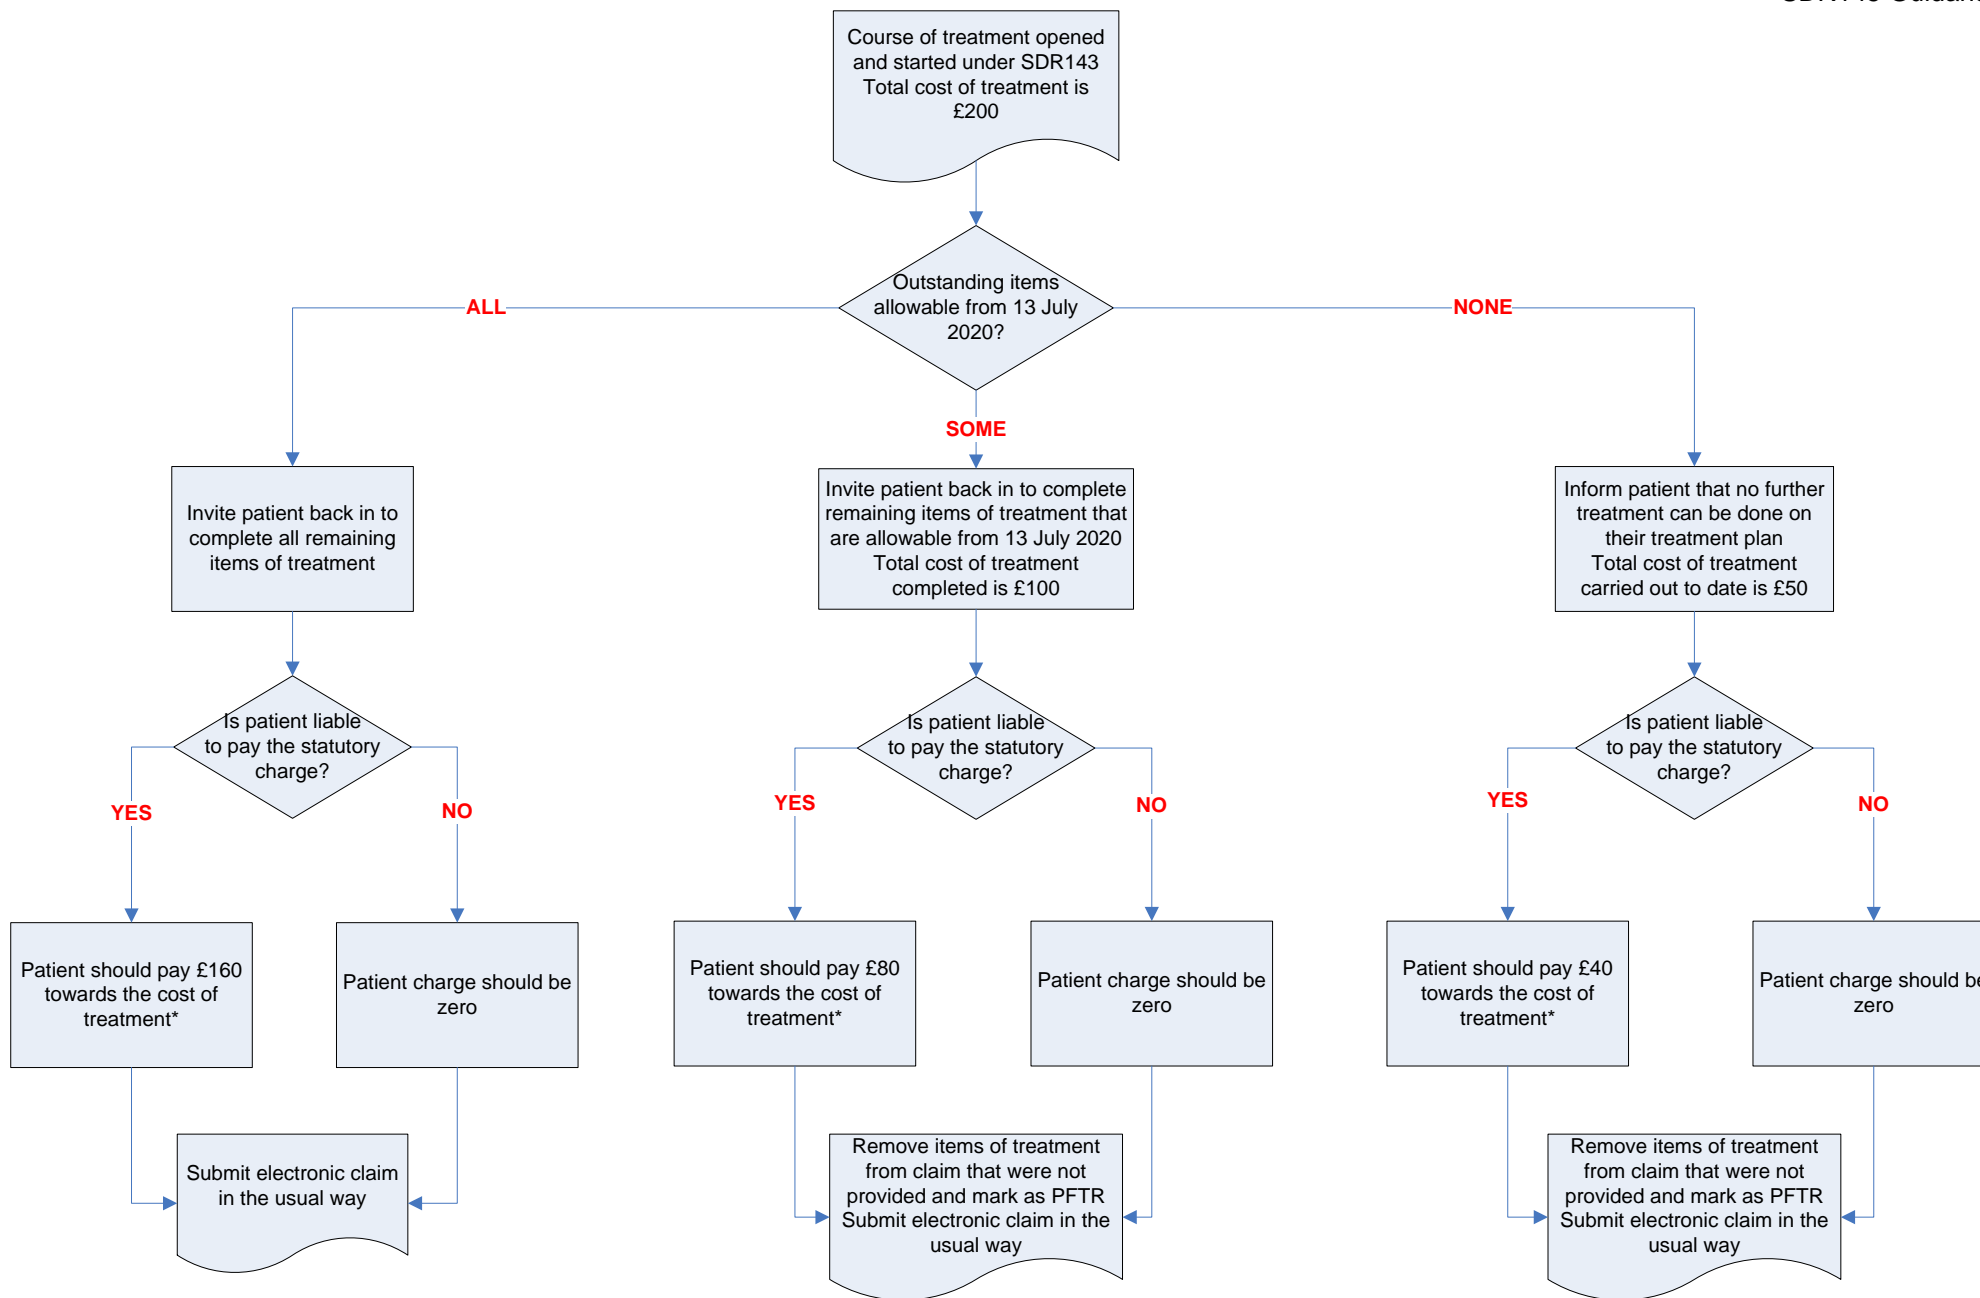 Course of treatment opened
and started under SDR143
Total cost of treatment is
£200
Outstanding items
allowable from 13 July
2020?
ALL
NONE
SOME
Invite patient back in to
complete all remaining
items of treatment
Invite patient back in to complete
remaining items of treatment that
are allowable from 13 July 2020
Total cost of treatment
completed is £100
Inform patient that no further
treatment can be done on
their treatment plan
Total cost of treatment
carried out to date is £50
Is patient liable
to pay the statutory
charge?
Is patient liable
to pay the statutory
charge?
Is patient liable
to pay the statutory
charge?
YES
NO
YES
NO
YES
NO
Patient should pay £160
towards the cost of
treatment*
Patient charge should be
zero
Patient should pay £80
towards the cost of
treatment*
Patient charge should be
zero
Patient should pay £40
towards the cost of
treatment*
Patient charge should be
zero
Submit electronic claim
in the usual way
Remove items of treatment
from claim that were not
provided and mark as PFTR
Submit electronic claim in the
usual way
Remove items of treatment
from claim that were not
provided and mark as PFTR
Submit electronic claim in the
usual way